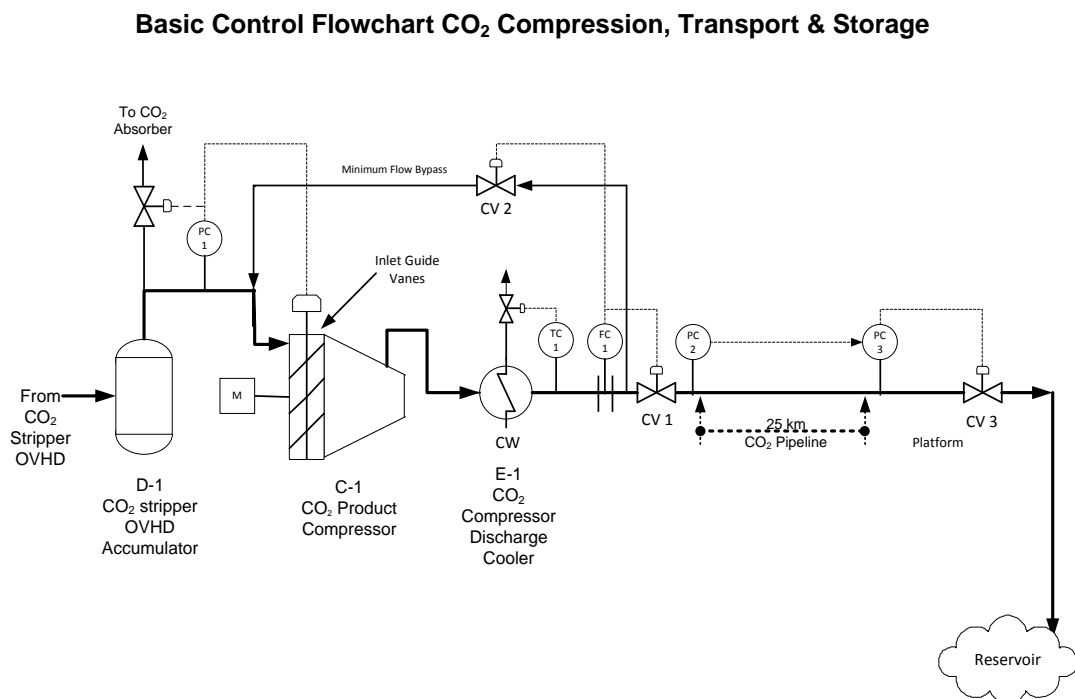 Basic Control Flowchart CO₂ Compression, Transport & Storage
To CO₂
Absorber
Minimum Flow Bypass
CV 2
PC
1
Inlet Guide
Vanes
TC
1
FC
1
PC
2
PC
3
M
From
CO₂
Stripper
OVHD
CW
CV 1
25 km
CO₂ Pipeline
Platform
CV 3
D-1
CO₂ stripper
OVHD
Accumulator
C-1
CO₂ Product
Compressor
E-1
CO₂
Compressor
Discharge
Cooler
Reservoir